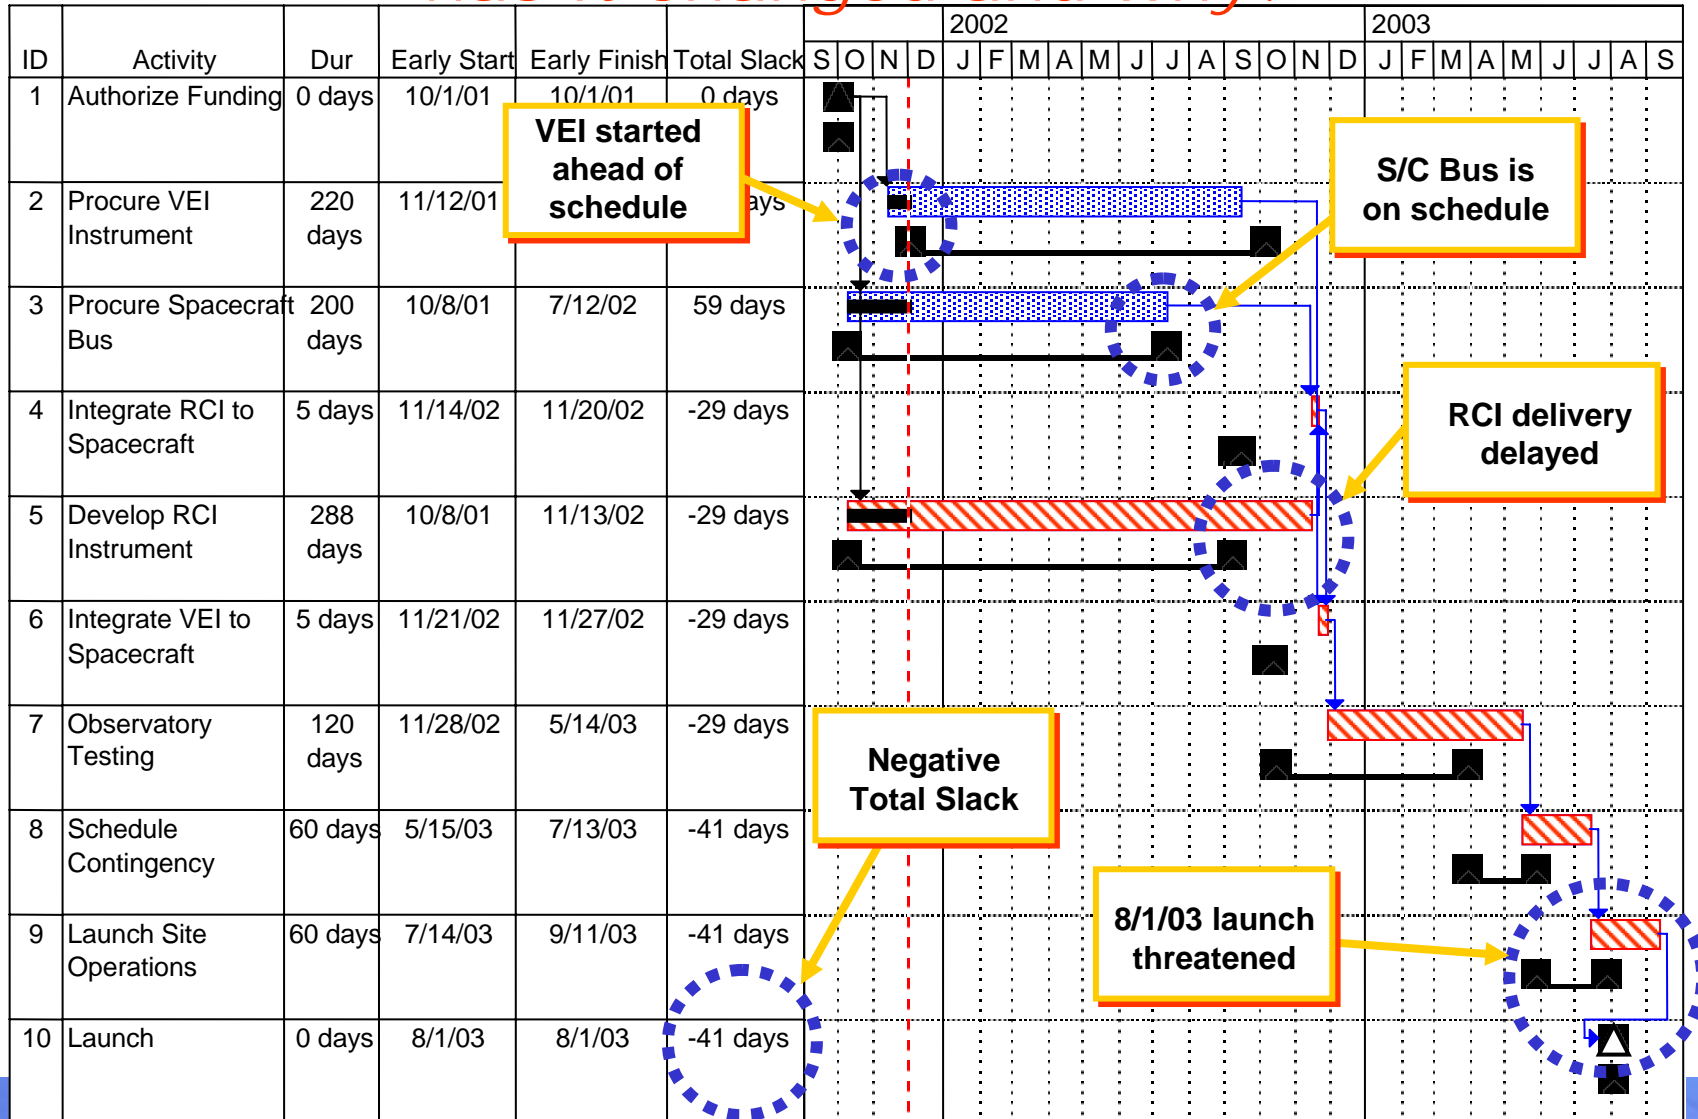 has it changed and why?
2002 2003
ID Activity Dur Early Start Early Finish Total Slack S O N D J F M A M J J A S O N D J F M A M J J A S
1 Authorize Funding 0 days 10/1/01 10/1/01 0 days
VEI started
ahead of
schedule
S/C Bus is
on schedule
2 Procure VEI 220 11/12/01 ays
Instrument days
3 Procure Spacecraft 200 10/8/01 7/12/02 59 days
Bus days
4 Integrate RCI to 5 days 11/14/02 11/20/02 -29 days
Spacecraft
RCI delivery
delayed
5 Develop RCI 288 10/8/01 11/13/02 -29 days
Instrument days
6 Integrate VEI to 5 days 11/21/02 11/27/02 -29 days
Spacecraft
7 Observatory 120 11/28/02 5/14/03 -29 days
Testing days
Negative
Total Slack
8 Schedule 60 days 5/15/03 7/13/03 -41 days
Contingency
8/1/03 launch
threatened
9 Launch Site 60 days 7/14/03 9/11/03 -41 days
Operations
10 Launch 0 days 8/1/03 8/1/03 -41 days